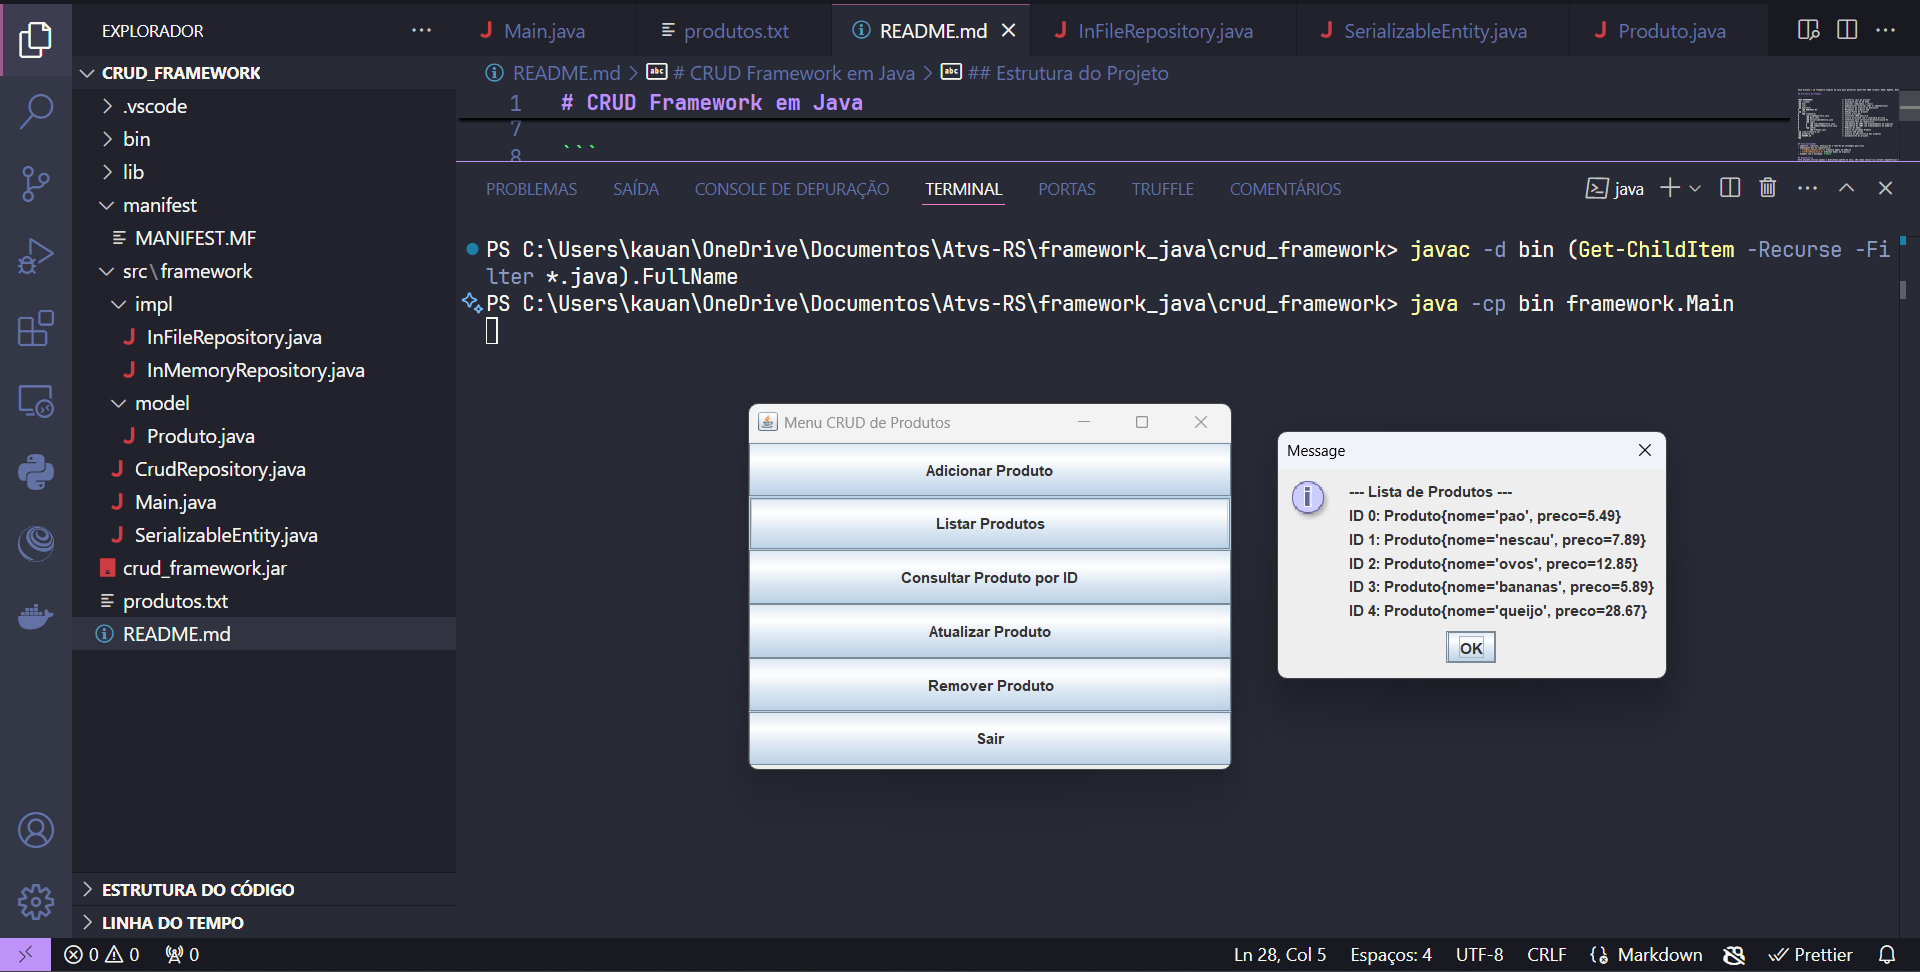 EXPLORADOR
CRUD_FRAMEWORK
.vscode
bin
lib
manifest
MANIFEST.MF
src\framework
impl
InFileRepository.java
InMemoryRepository.java
model
Produto.java
CrudRepository.java
Main.java
SerializableEntity.java
crud_framework.jar
produtos.txt
README.md
ESTRUTURA DO CÓDIGO
LINHA DO TEMPO
Main.java
produtos.txt
README.md
InFileRepository.java
SerializableEntity.java
Produto.java
README.md > # CRUD Framework em Java > ## Estrutura do Projeto
1 # CRUD Framework em Java
7
8 ```
PROBLEMAS SAÍDA CONSOLE DE DEPURAÇÃO TERMINAL PORTAS TRUFFLE COMENTÁRIOS
java
PS C:\Users\kauan\OneDrive\Documentos\Atvs-RS\framework_java\crud_framework> javac -d bin (Get-ChildItem -Recurse -Fi
lter *.java).FullName
PS C:\Users\kauan\OneDrive\Documentos\Atvs-RS\framework_java\crud_framework> java -cp bin framework.Main
Menu CRUD de Produtos
Adicionar Produto
Listar Produtos
Consultar Produto por ID
Atualizar Produto
Remover Produto
Sair
Message
--- Lista de Produtos ---
ID 0: Produto{nome='pao', preco=5.49}
ID 1: Produto{nome='nescau', preco=7.89}
ID 2: Produto{nome='ovos', preco=12.85}
ID 3: Produto{nome='bananas', preco=5.89}
ID 4: Produto{nome='queijo', preco=28.67}
OK
0 0 0
Ln 28, Col 5 Espaços: 4 UTF-8 CRLF Markdown Prettier